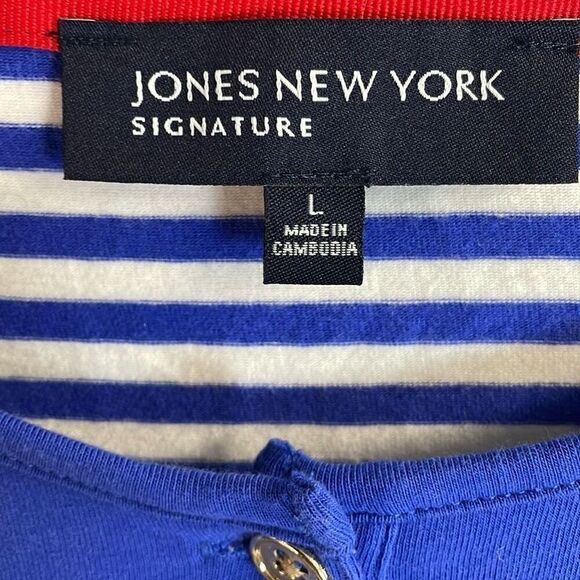 JONES NEW YORK
SIGNATURE
L
MADE IN
CAMBODIA